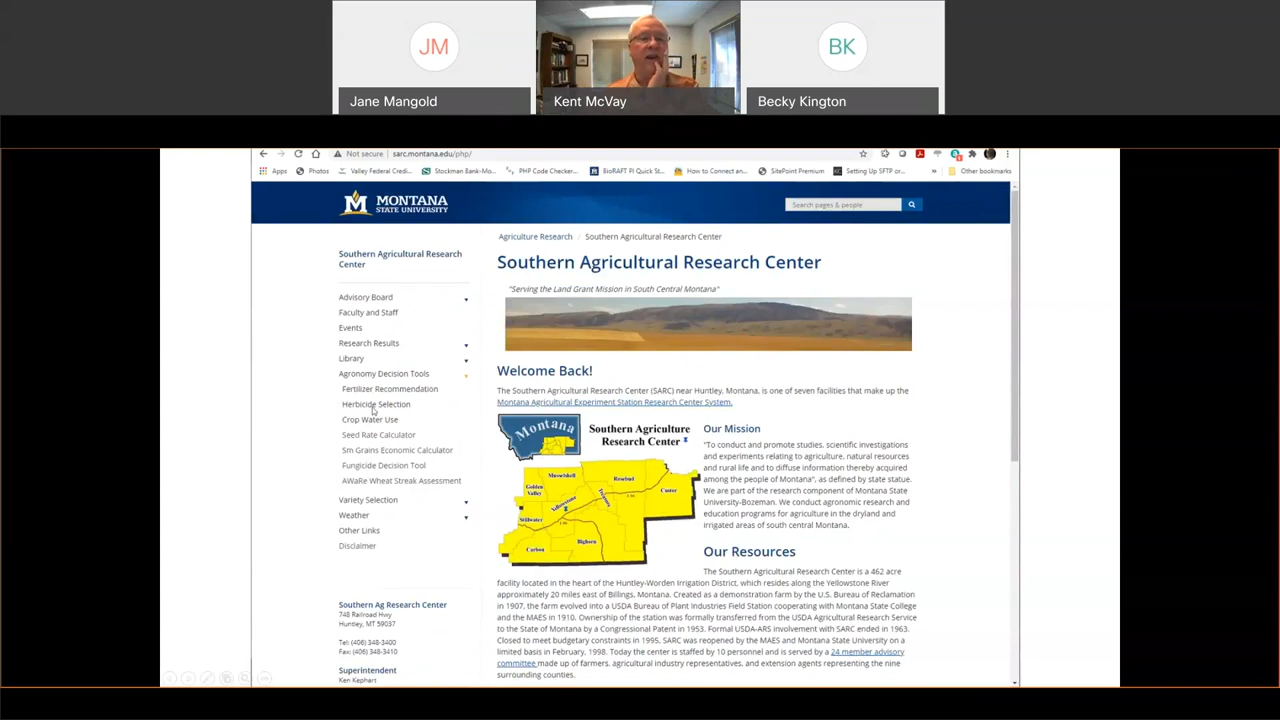 JM
BK
Jane Mangold
Kent McVay
Becky Kington
Not secure | sarc.montana.edu/php/
Apps
Photos
Valley Federal Credi...
Stockman Bank-Mo...
PHP Code Checker...
BioRAFT PI Quick St...
How to Connect an...
SitePoint Premium
Setting Up SFTP or...
»
Other bookmarks
M MONTANA
STATE UNIVERSITY
Search pages & people
Agriculture Research / Southern Agricultural Research Center
Southern Agricultural Research
Center
Advisory Board
Faculty and Staff
Events
Research Results
Library
Agronomy Decision Tools
Fertilizer Recommendation
Herbicide Selection
Crop Water Use
Seed Rate Calculator
Sm Grains Economic Calculator
Fungicide Decision Tool
AWaRe Wheat Streak Assessment
Variety Selection
Weather
Other Links
Disclaimer
Southern Ag Research Center
748 Railroad Hwy
Huntley, MT 59037
Tel: (406) 348-3400
Fax: (406) 348-3410
Superintendent
Ken Kephart
Southern Agricultural Research Center
"Serving the Land Grant Mission in South Central Montana"
Welcome Back!
The Southern Agricultural Research Center (SARC) near Huntley, Montana, is one of seven facilities that make up the
Montana Agricultural Experiment Station Research Center System.
Montana
Southern Agriculture
Research Center
Musselshell
Golden
Valley
Rosebud
Custer
Treasure
Yellowstone
Stillwater
I-94
I-90
Carbon
Bighorn
Our Mission
"To conduct and promote studies, scientific investigations
and experiments relating to agriculture, natural resources
and rural life and to diffuse information thereby acquired
among the people of Montana", as defined by state statue.
We are part of the research component of Montana State
University-Bozeman. We conduct agronomic research and
education programs for agriculture in the dryland and
irrigated areas of south central Montana.
Our Resources
The Southern Agricultural Research Center is a 462 acre
facility located in the heart of the Huntley-Worden Irrigation District, which resides along the Yellowstone River
approximately 20 miles east of Billings, Montana. Created as a demonstration farm by the U.S. Bureau of Reclamation
in 1907, the farm evolved into a USDA Bureau of Plant Industries Field Station cooperating with Montana State College
and the MAES in 1910. Ownership of the station was formally transferred from the USDA Agricultural Research Service
to the State of Montana by a Congressional Patent in 1953. Formal USDA-ARS involvement with SARC ended in 1963.
Closed to meet budgetary constraints in 1995, SARC was reopened by the MAES and Montana State University on a
limited basis in February, 1998. Today the center is staffed by 10 personnel and is served by a 24 member advisory
committee made up of farmers, agricultural industry representatives, and extension agents representing the nine
surrounding counties.